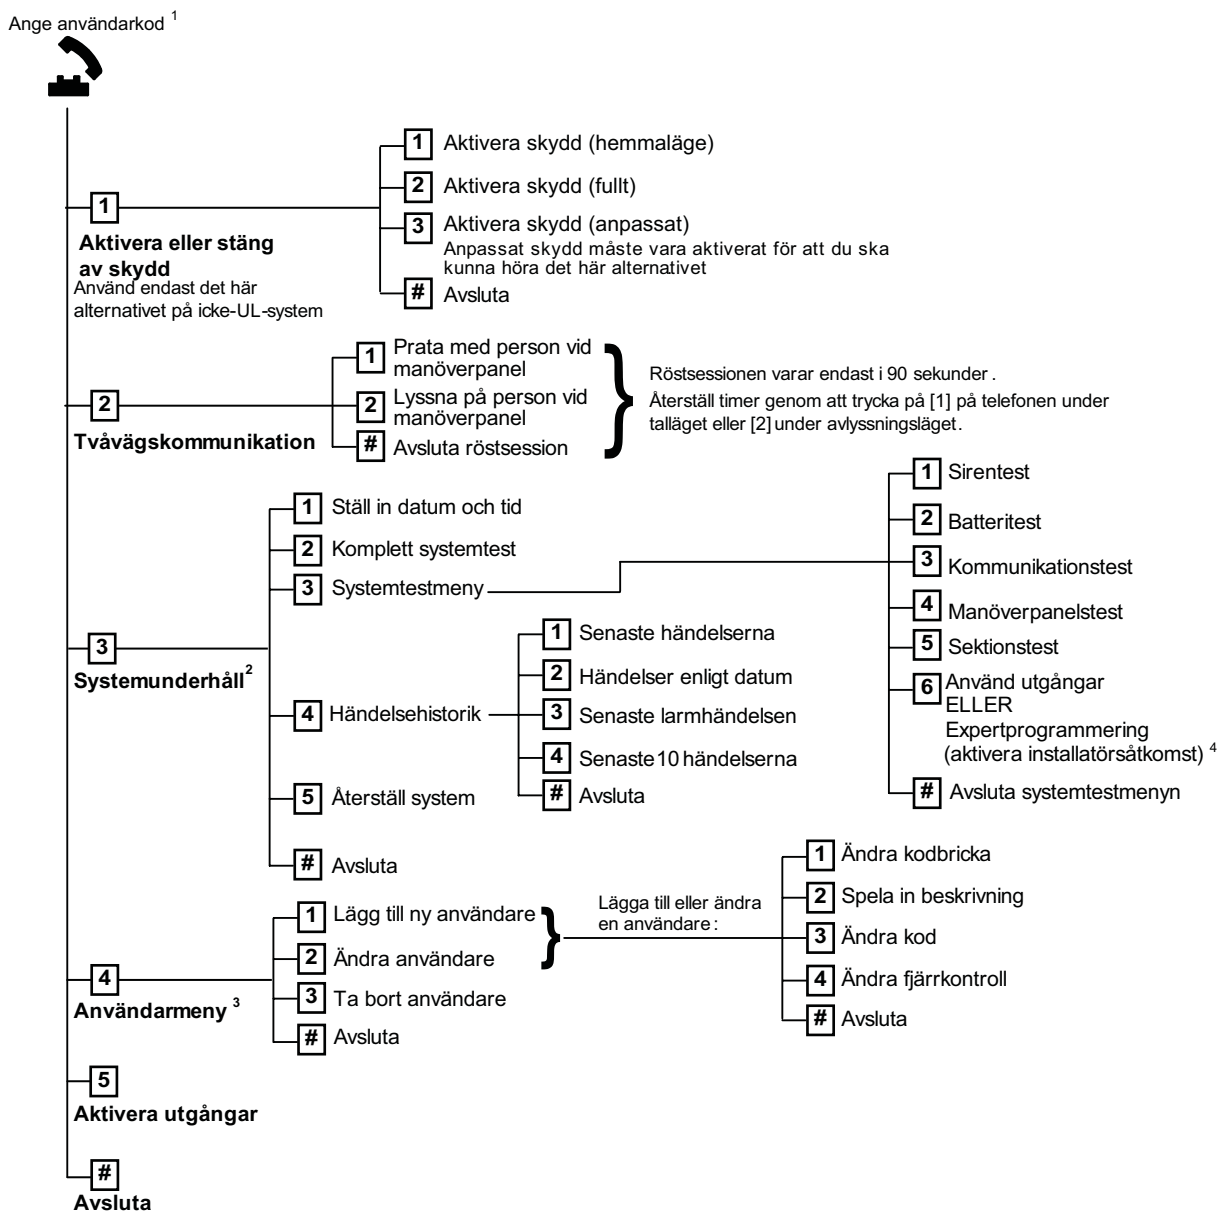 Ange användarkod 1
1 Aktivera skydd (hemmaläge)
2 Aktivera skydd (fullt)
3 Aktivera skydd (anpassat)
Anpassat skydd måste vara aktiverat för att du ska
kunna höra det här alternativet
# Avsluta
1
Aktivera eller stäng
av skydd
Använd endast det här
alternativet på icke-UL-system
1 Prata med person vid
manöverpanel
2 Lyssna på person vid
manöverpanel
# Avsluta röstsession
Röstsessionen varar endast i 90 sekunder.
Återställ timer genom att trycka på [1] på telefonen under
talläget eller [2] under avlyssningsläget.
2
Tvåvägskommunikation
1 Ställ in datum och tid
2 Komplett systemtest
3 Systemtestmeny
1 Sirentest
2 Batteritest
3 Kommunikationstest
4 Manöverpanelstest
5 Sektionstest
6 Använd utgångar
ELLER
Expertprogrammering
(aktivera installatörsåtkomst) 4
# Avsluta systemtestmenyn
3
Systemunderhåll 2
4 Händelsehistorik
1 Senaste händelserna
2 Händelser enligt datum
3 Senaste larmhändelsen
4 Senaste 10 händelserna
# Avsluta
5 Återställ system
# Avsluta
1 Lägg till ny användare
2 Ändra användare
3 Ta bort användare
# Avsluta
Lägga till eller ändra
en användare:
1 Ändra kodbricka
2 Spela in beskrivning
3 Ändra kod
4 Ändra fjärrkontroll
# Avsluta
4
Användarmeny 3
5
Aktivera utgångar
#
Avsluta